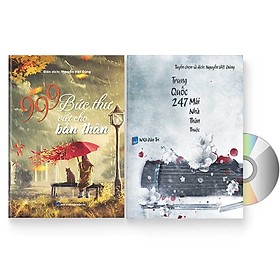 Biên dịch: Nguyễn Việt Dũng
999
Bức thư
viết cho
bản thân
Tuyển chọn và dịch: Nguyễn Việt Dũng
Trung
Quốc
247
Mái
Nhà
Thân
Thuộc